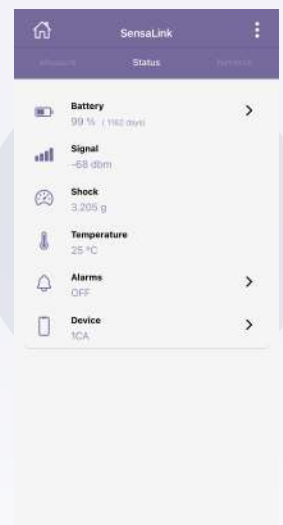 SensaLink
Status
Battery
99 % ( 1162 days)
Signal
-68 dbm
Shock
3.205 g
Temperature
25 °C
Alarms
OFF
Device
1CA